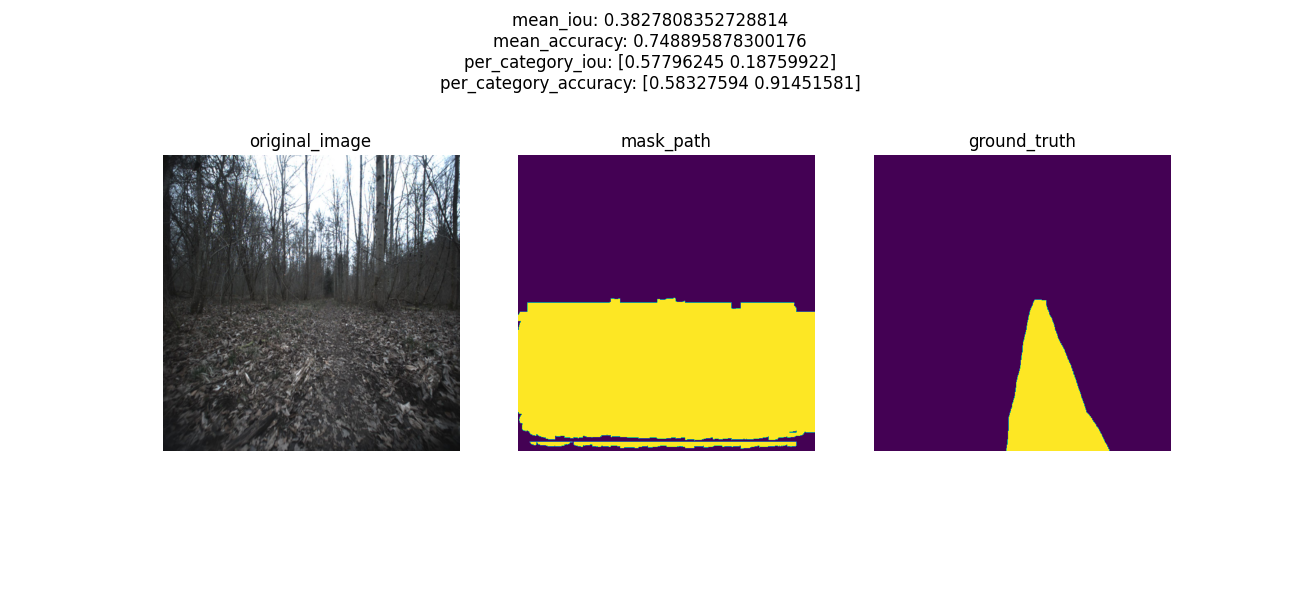 mean_iou: 0.3827808352728814
mean_accuracy: 0.748895878300176
per_category_iou: [0.57796245 0.18759922]
per_category_accuracy: [0.58327594 0.91451581]
original_image
mask_path
ground_truth